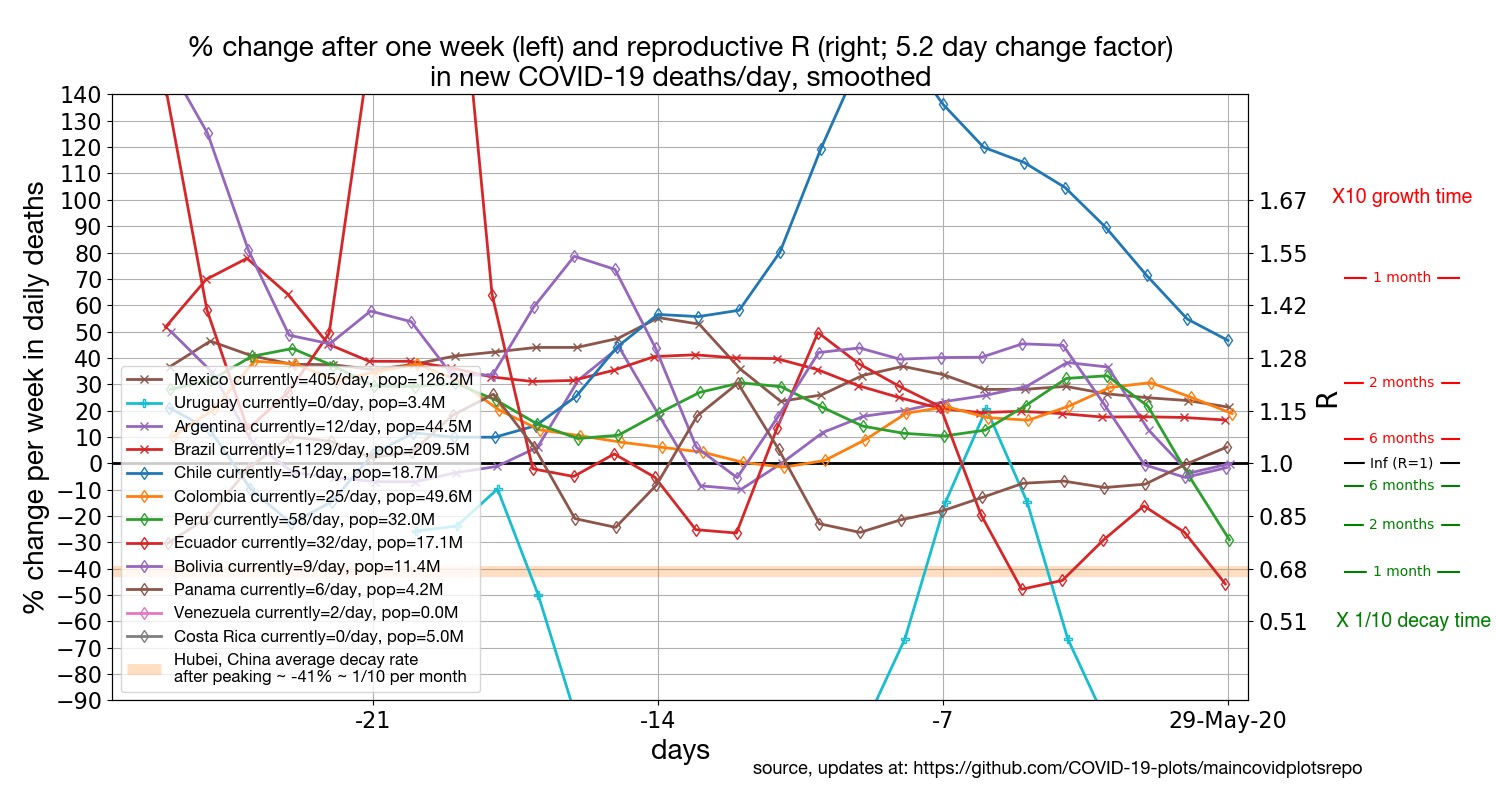 % change after one week (left) and reproductive R (right; 5.2 day change factor)
in new COVID-19 deaths/day, smoothed
% change per week in daily deaths
140
130
120
110
100
90
80
70
60
50
40
30
20
10
0
−10
−20
−30
−40
−50
−60
−70
−80
−90
Mexico currently=405/day, pop=126.2M
Uruguay currently=0/day, pop=3.4M
Argentina currently=12/day, pop=44.5M
Brazil currently=1129/day, pop=209.5M
Chile currently=51/day, pop=18.7M
Colombia currently=25/day, pop=49.6M
Peru currently=58/day, pop=32.0M
Ecuador currently=32/day, pop=17.1M
Bolivia currently=9/day, pop=11.4M
Panama currently=6/day, pop=4.2M
Venezuela currently=2/day, pop=0.0M
Costa Rica currently=0/day, pop=5.0M
Hubei, China average decay rate
after peaking ~ -41% ~ 1/10 per month
-21
-14
-7
29-May-20
days
1.67
1.55
1.42
1.28
1.15
1.0
0.85
0.68
0.51
R
X10 growth time
1 month
2 months
6 months
Inf (R=1)
6 months
2 months
1 month
X 1/10 decay time
source, updates at: https://github.com/COVID-19-plots/maincovidplotsrepo